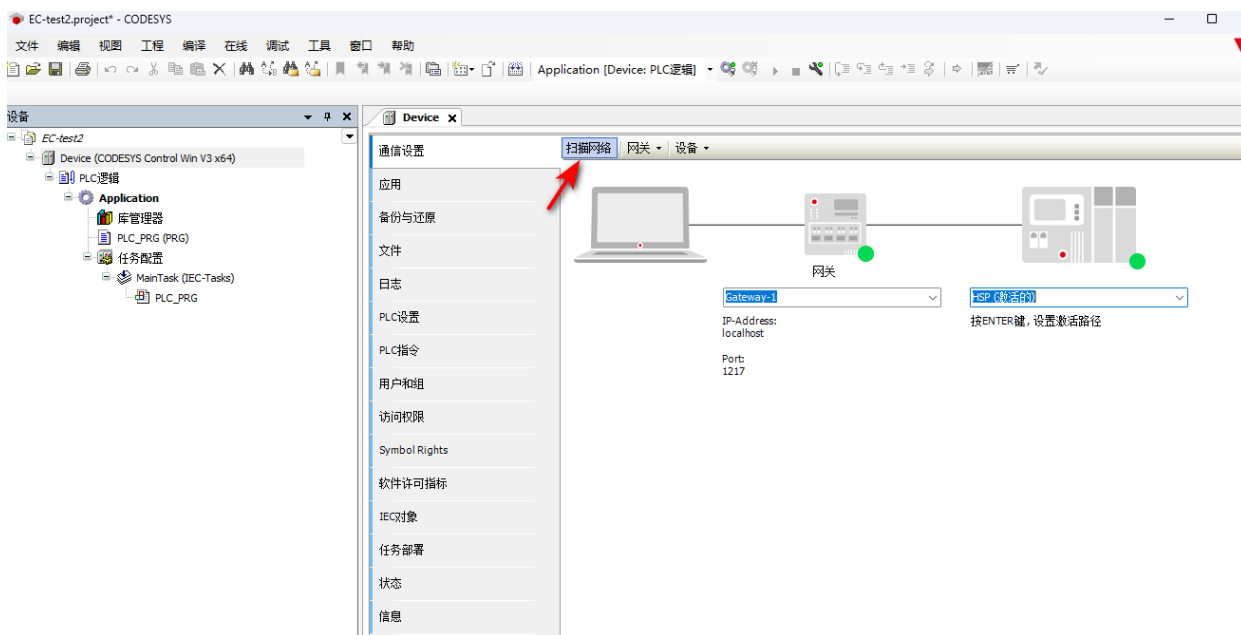 EC-test2.project* - CODESYS
文件 编辑 视图 工程 编译 在线 调试 工具 窗口 帮助
Application [Device: PLC逻辑]
设备
EC-test2
Device (CODESYS Control Win V3 x64)
PLC逻辑
Application
库管理器
PLC_PRG (PRG)
任务配置
MainTask (IEC-Tasks)
PLC_PRG
Device
通信设置
应用
备份与还原
文件
日志
PLC设置
PLC指令
用户和组
访问权限
Symbol Rights
软件许可指标
IEC对象
任务部署
状态
信息
扫描网络 网关 设备
网关
Gateway-1
IP-Address:
localhost
Port:
1217
HSP (激活的)
按ENTER键, 设置激活路径